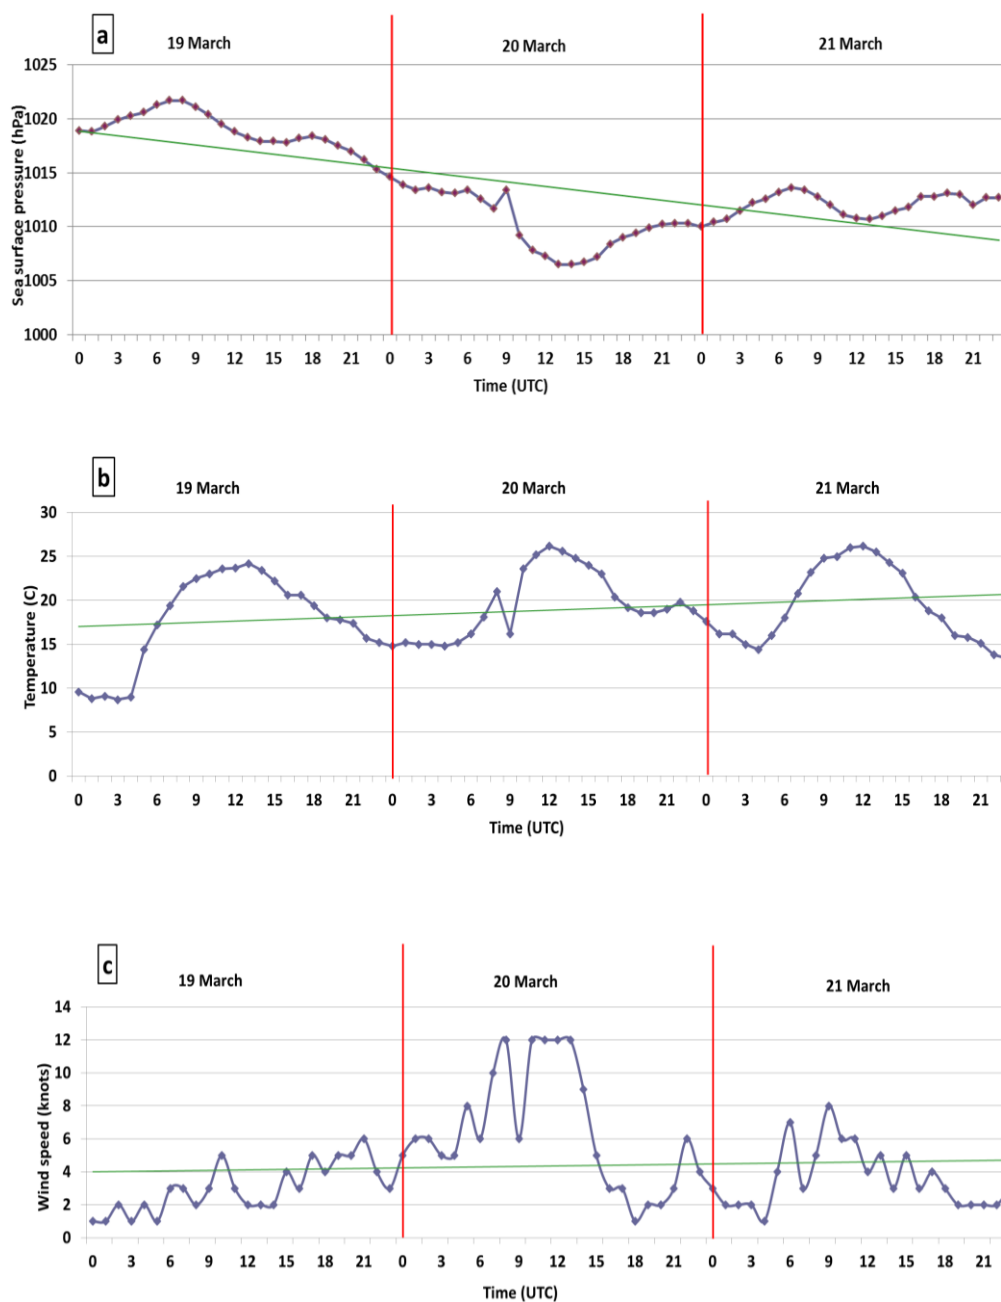 a
19 March
20 March
21 March
Sea surface pressure (hPa)
1025
1020
1015
1010
1005
1000
0 3 6 9 12 15 18 21 0 3 6 9 12 15 18 21 0 3 6 9 12 15 18 21
Time (UTC)
b
19 March
20 March
21 March
Temperature (C)
30
25
20
15
10
5
0
0 3 6 9 12 15 18 21 0 3 6 9 12 15 18 21 0 3 6 9 12 15 18 21
Time (UTC)
c
19 March
20 March
21 March
Wind speed (knots)
14
12
10
8
6
4
2
0
0 3 6 9 12 15 18 21 0 3 6 9 12 15 18 21 0 3 6 9 12 15 18 21
Time (UTC)